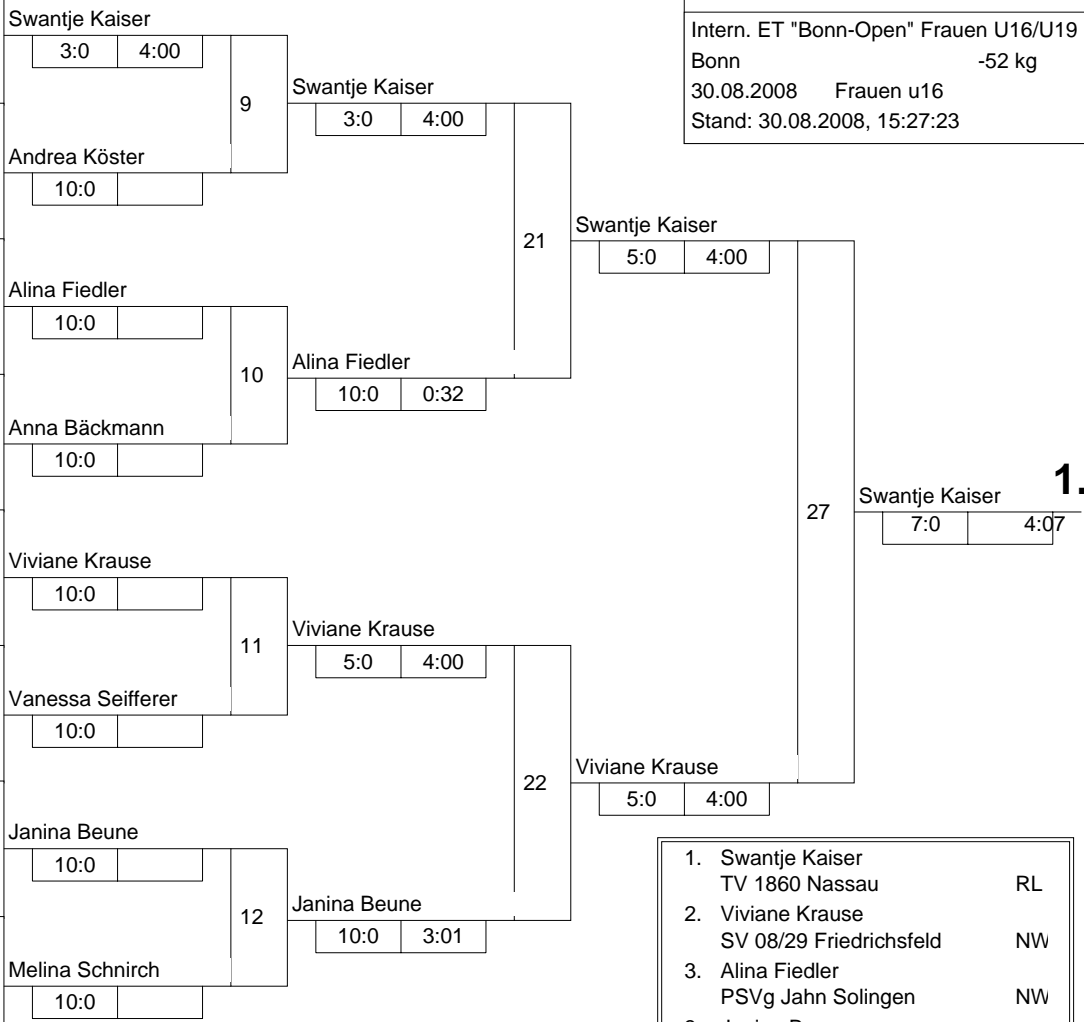 Swantje Kaiser
3:0 4:00
9
Andrea Köster
10:0
Alina Fiedler
10:0
10
Anna Bäckmann
10:0
Viviane Krause
10:0
11
Vanessa Seifferer
10:0
Janina Beune
10:0
12
Melina Schnirch
10:0
Swantje Kaiser
3:0 4:00
21
Alina Fiedler
10:0 0:32
Viviane Krause
5:0 4:00
22
Janina Beune
10:0 3:01
Swantje Kaiser
5:0 4:00
27
Viviane Krause
5:0 4:00
Swantje Kaiser 1.
7:0 4:07
Intern. ET "Bonn-Open" Frauen U16/U19
Bonn -52 kg
30.08.2008 Frauen u16
Stand: 30.08.2008, 15:27:23
1. Swantje Kaiser
TV 1860 Nassau RL
2. Viviane Krause
SV 08/29 Friedrichsfeld NW
3. Alina Fiedler
PSVg Jahn Solingen NW